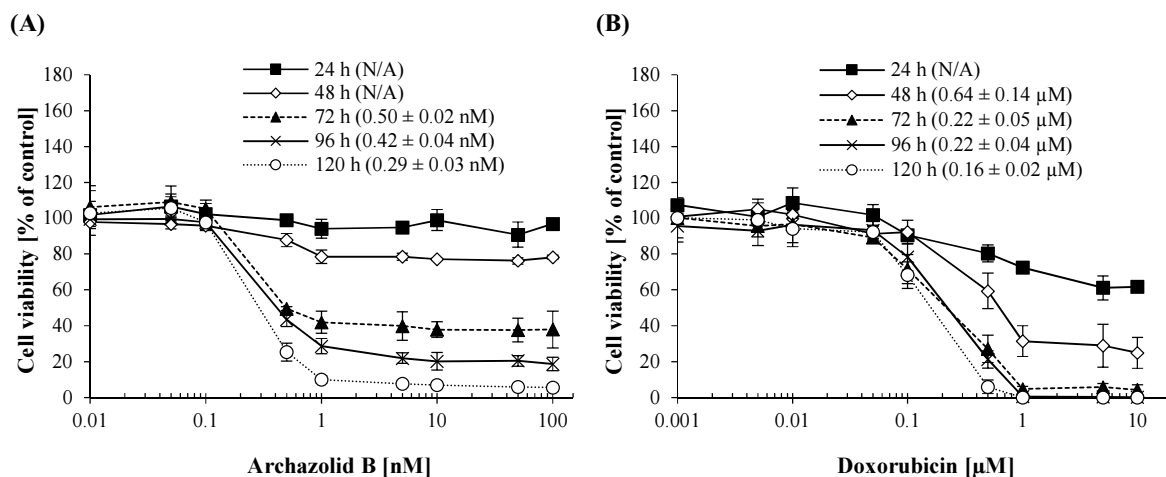 (A)
24 h (N/A)
48 h (N/A)
72 h (0.50 ± 0.02 nM)
96 h (0.42 ± 0.04 nM)
120 h (0.29 ± 0.03 nM)
Cell viability [% of control]
180
160
140
120
100
80
60
40
20
0
0.01
0.1
1
10
100
Archazolid B [nM]
(B)
24 h (N/A)
48 h (0.64 ± 0.14 µM)
72 h (0.22 ± 0.05 µM)
96 h (0.22 ± 0.04 µM)
120 h (0.16 ± 0.02 µM)
Cell viability [% of control]
180
160
140
120
100
80
60
40
20
0
0.001
0.01
0.1
1
10
Doxorubicin [µM]